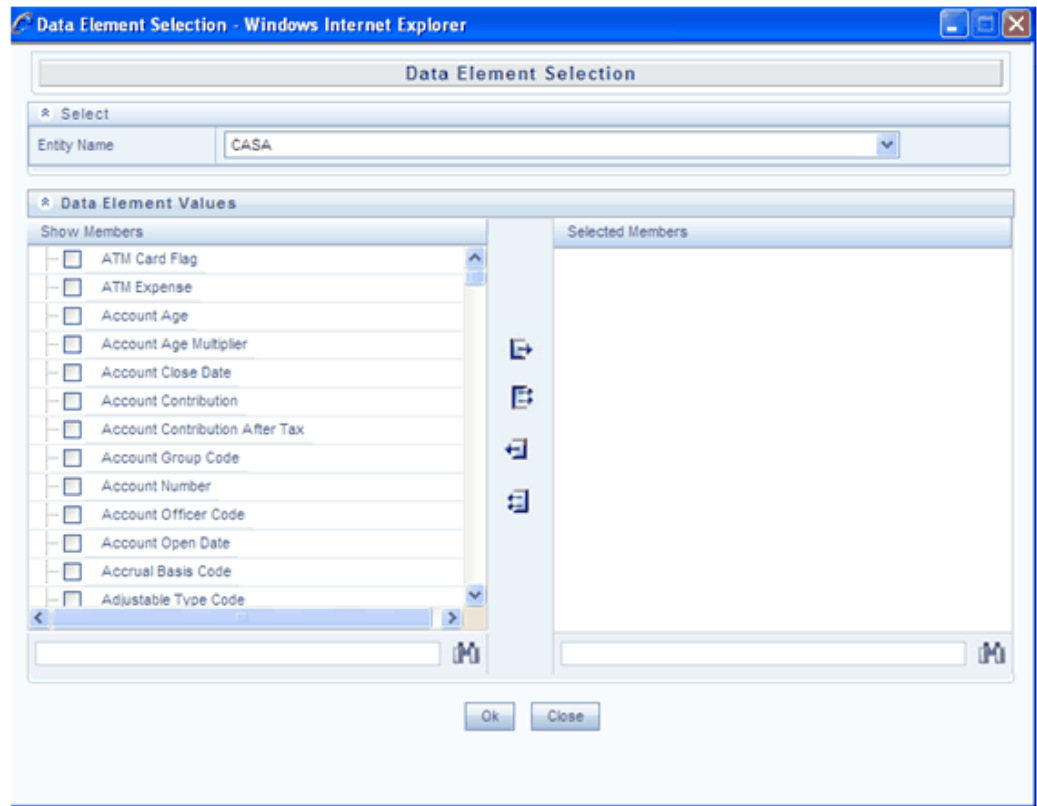 Data Element Selection - Windows Internet Explorer
Data Element Selection
Select
Entity Name CASA
Data Element Values
Show Members Selected Members
ATM Card Flag
ATM Expense
Account Age
Account Age Multiplier
Account Close Date
Account Contribution
Account Contribution After Tax
Account Group Code
Account Number
Account Officer Code
Account Open Date
Accrual Basis Code
Adjustable Type Code
Ok Close